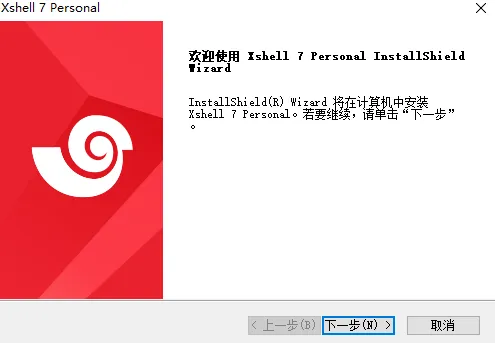 Xshell 7 Personal
欢迎使用 Xshell 7 Personal InstallShield
Wizard
InstallShield(R) Wizard 将在计算机中安装
Xshell 7 Personal。若要继续，请单击“下一步”
。
< 上一步(B)
下一步(N) >
取消